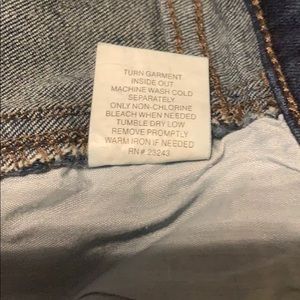 TURN GARMENT
INSIDE OUT
MACHINE WASH COLD
SEPARATELY
ONLY NON-CHLORINE
BLEACH WHEN NEEDED
TUMBLE DRY LOW
REMOVE PROMPTLY
WARM IRON IF NEEDED
RN# 23243